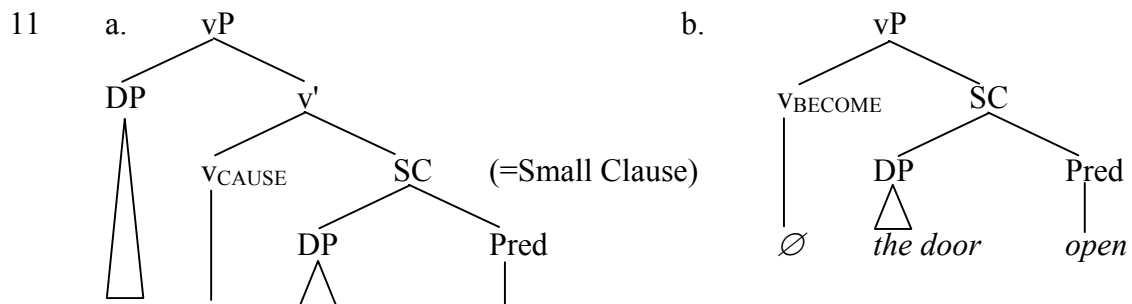 11 a. vP b. vP
DP v' vBECOME SC
vCAUSE SC (=Small Clause) DP Pred
DP Pred ∅ the door open